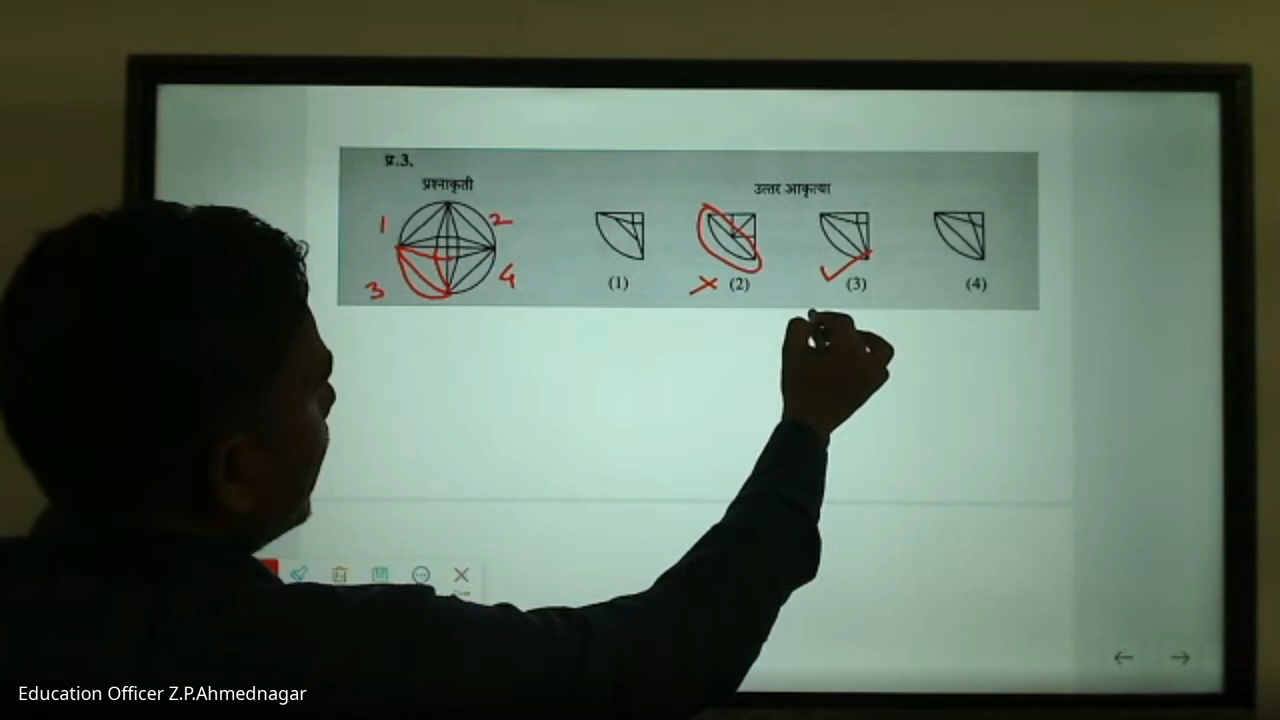 प्र.3.
प्रश्नाकृती
उत्तर आकृत्या
1
2
3
4
(1)
(2)
(3)
(4)
Education Officer Z.P.Ahmednagar